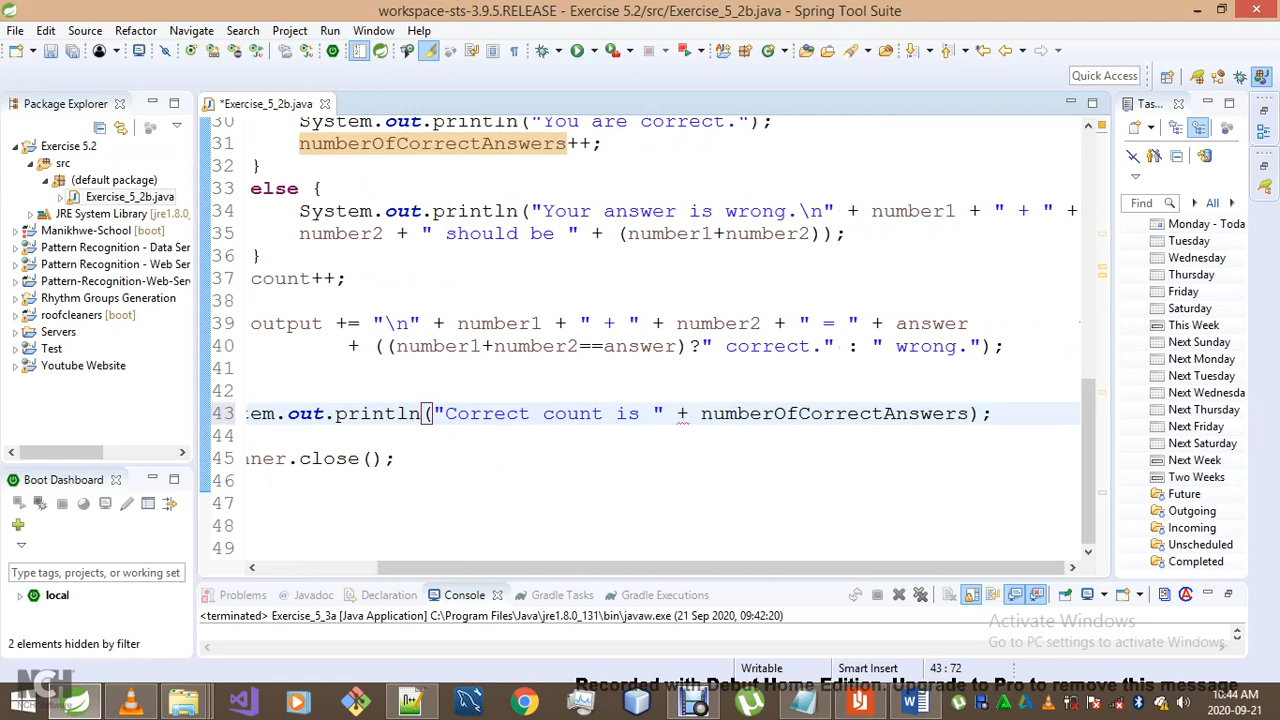 workspace-sts-3.9.5.RELEASE - Exercise 5.2/src/Exercise_5_2b.java - Spring Tool Suite
File Edit Source Refactor Navigate Search Project Run Window Help
Quick Access
Package Explorer
*Exercise_5_2b.java
Tas...
Exercise 5.2
src
(default package)
Exercise_5_2b.java
JRE System Library [jre1.8.0_
Manikhwe-School [boot]
Pattern Recognition - Data Ser
Pattern Recognition - Web Ser
Pattern-Recognition-Web-Ser
Rhythm Groups Generation
roofcleaners [boot]
Servers
Test
Youtube Website
30 System.out.println("You are correct.");
31 numberOfCorrectAnswers++;
32 }
33 else {
34 System.out.println("Your answer is wrong.\n" + number1 + " + " +
35 number2 + " should be " + (number1+number2));
36 }
37 count++;
38
39 output += "\n" + number1 + " + " + number2 + " = " + answer
40 + ((number1+number2==answer)?" correct." : " wrong.");
41
42
43 tem.out.println("Correct count is " + numberOfCorrectAnswers);
44
45 nner.close();
46
47
48
49
Find All
Monday - Toda
Tuesday
Wednesday
Thursday
Friday
Saturday
This Week
Next Sunday
Next Monday
Next Tuesday
Next Wednesday
Next Thursday
Next Friday
Next Saturday
Next Week
Two Weeks
Future
Outgoing
Incoming
Unscheduled
Completed
Boot Dashboard
Type tags, projects, or working set
local
2 elements hidden by filter
Problems Declaration Console Gradle Tasks Gradle Executions
<terminated> Exercise_5_3a [Java Application] C:\Program Files\Java\jre1.8.0_131\bin\javaw.exe (21 Sep 2020, 09:42:20)
Activate Windows
Go to PC settings to activate Windows.
Writable Smart Insert 43 : 72
Recorded with Debut Home Edition. Upgrade to Pro to remove this message
NCH
NCH Software
10:44 AM
2020-09-21